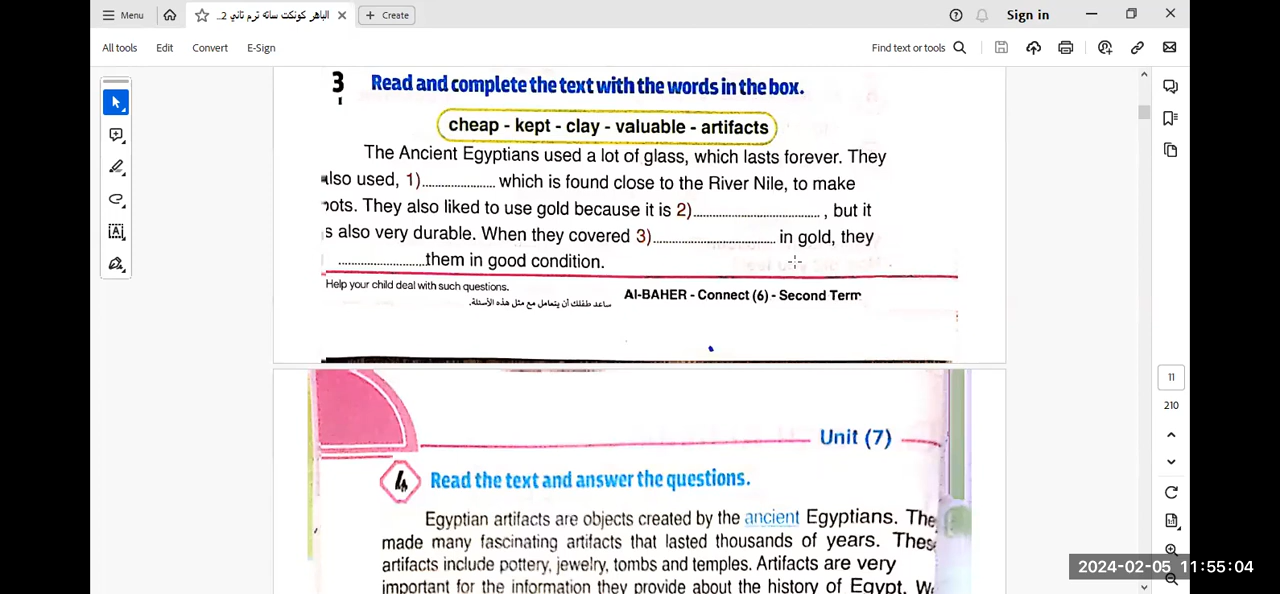 Menu
الباهر كونكت ساته ترم تاني 2...
Create
Sign in
All tools
Edit
Convert
E-Sign
Find text or tools
3 Read and complete the text with the words in the box.
cheap - kept - clay - valuable - artifacts
The Ancient Egyptians used a lot of glass, which lasts forever. They
also used, 1)........................ which is found close to the River Nile, to make
pots. They also liked to use gold because it is 2).........................................., but it
s also very durable. When they covered 3)......................................... in gold, they
.............................them in good condition.
Help your child deal with such questions.
ساعد طفلك أن يتعامل مع مثل هذه الأسئلة.
Al-BAHER - Connect (6) - Second Term
11
210
Unit (7)
4 Read the text and answer the questions.
Egyptian artifacts are objects created by the ancient Egyptians. The
made many fascinating artifacts that lasted thousands of years. Thes
artifacts include pottery, jewelry, tombs and temples. Artifacts are very
important for the information they provide about the history of Egypt. W
2024-02-05 11:55:04